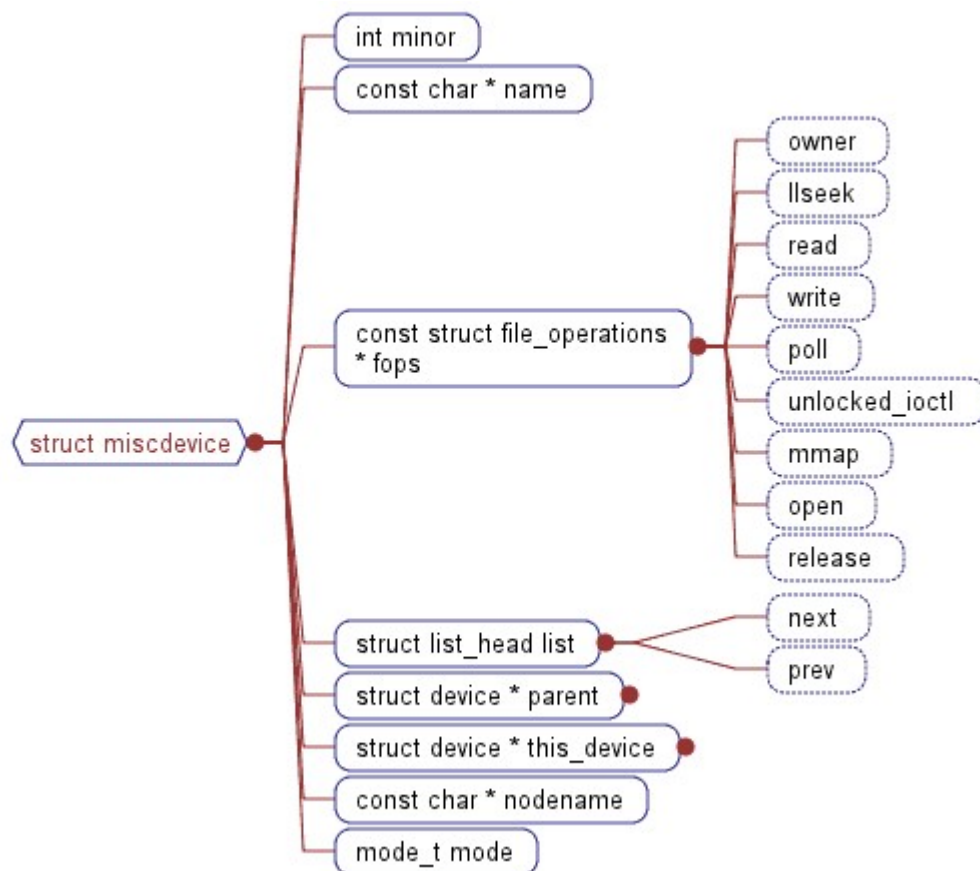 int minor
const char * name
owner
llseek
read
write
const struct file_operations
* fops
poll
unlocked_ioctl
struct miscdevice
mmap
open
release
next
struct list_head list
prev
struct device * parent
struct device * this_device
const char * nodename
mode_t mode